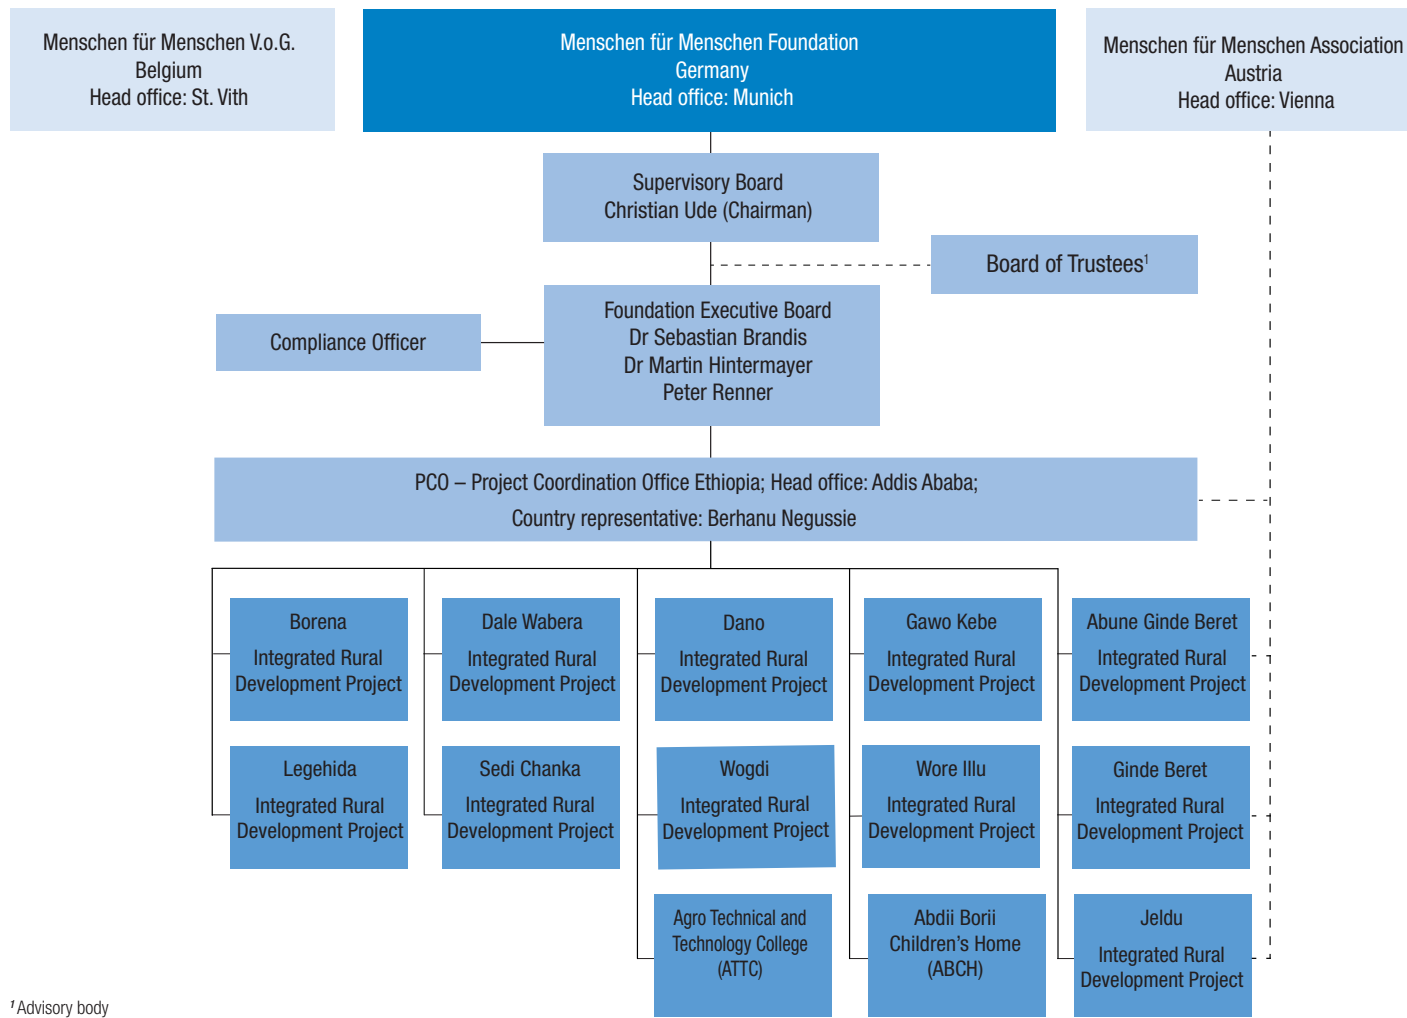 Menschen für Menschen V.o.G.
Belgium
Head office: St. Vith
Menschen für Menschen Foundation
Germany
Head office: Munich
Menschen für Menschen Association
Austria
Head office: Vienna
Supervisory Board
Christian Ude (Chairman)
Board of Trustees¹
Compliance Officer
Foundation Executive Board
Dr Sebastian Brandis
Dr Martin Hintermayer
Peter Renner
PCO – Project Coordination Office Ethiopia; Head office: Addis Ababa;
Country representative: Berhanu Negussie
Borena
Integrated Rural
Development Project
Dale Wabera
Integrated Rural
Development Project
Dano
Integrated Rural
Development Project
Gawo Kebe
Integrated Rural
Development Project
Abune Ginde Beret
Integrated Rural
Development Project
Legehida
Integrated Rural
Development Project
Sedi Chanka
Integrated Rural
Development Project
Wogdi
Integrated Rural
Development Project
Wore Illu
Integrated Rural
Development Project
Ginde Beret
Integrated Rural
Development Project
Agro Technical and
Technology College
(ATTC)
Abdii Borii
Children's Home
(ABCH)
Jeldu
Integrated Rural
Development Project
¹ Advisory body